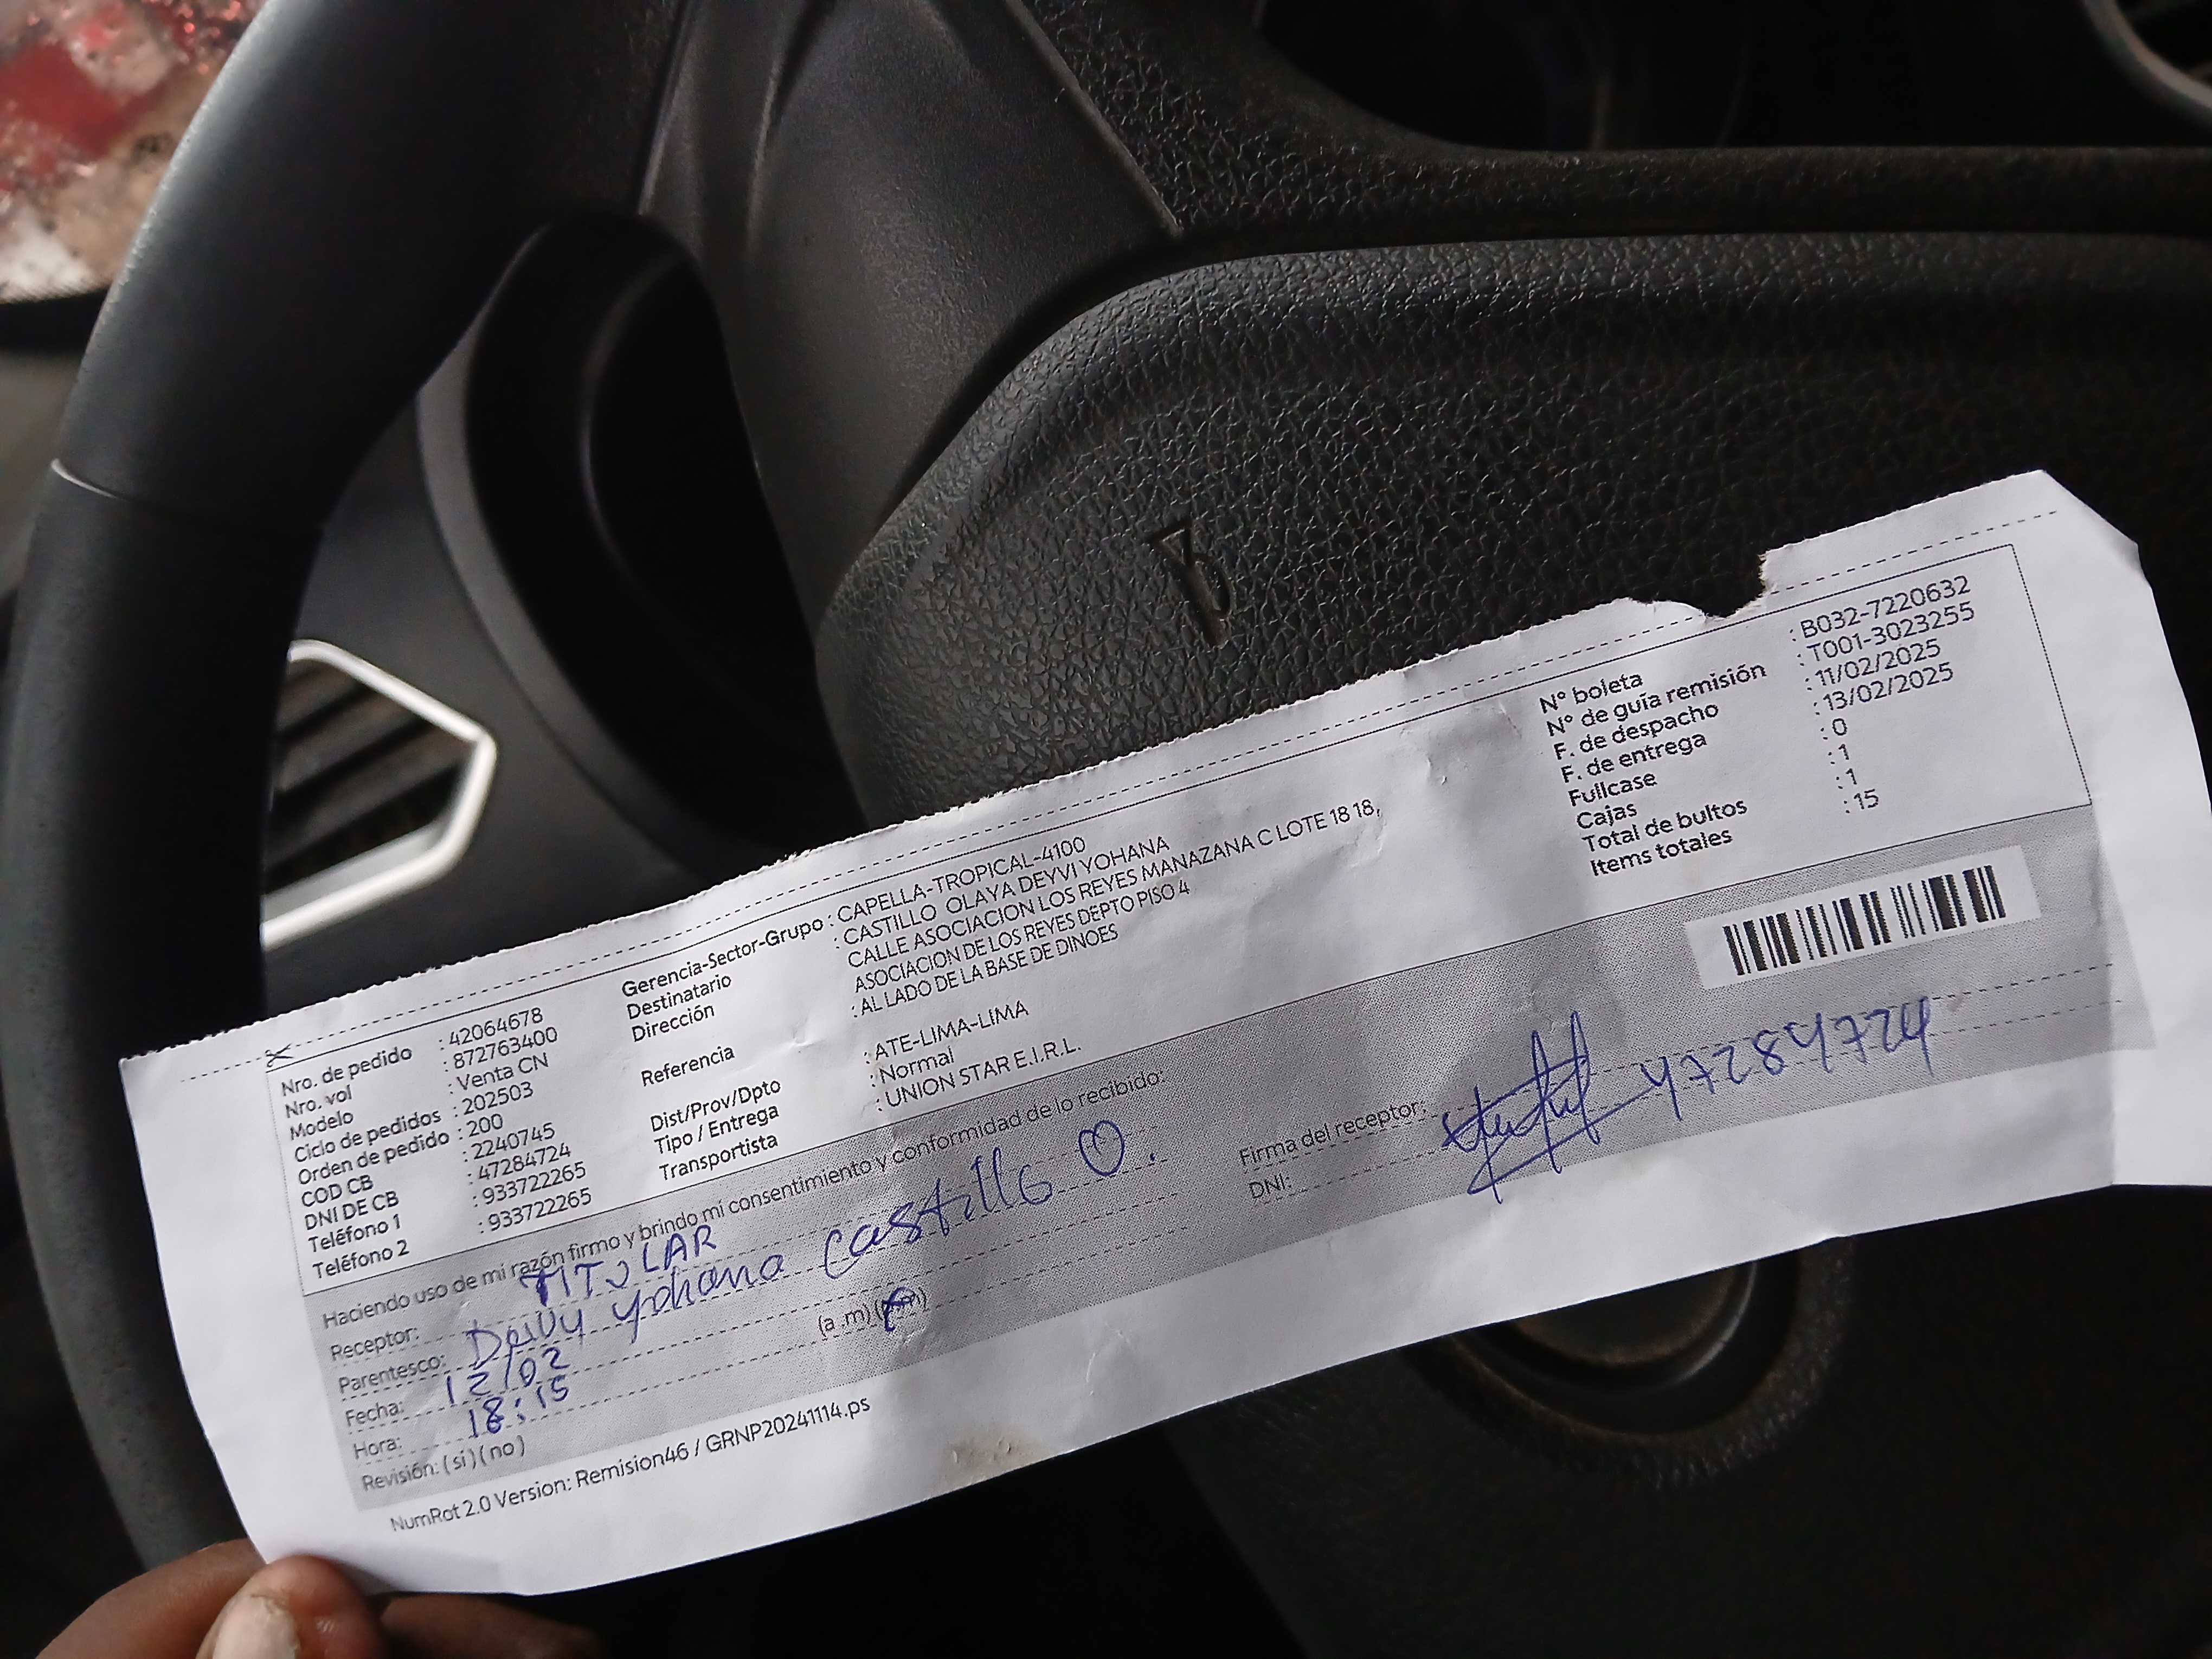 Nro. de pedido : 42064678
Nro. vol : 872763400
Modelo : Venta CN
Ciclo de pedidos : 202503
Orden de pedido : 200
COD CB : 2240745
DNI DE CB : 47284724
Teléfono 1 : 933722265
Teléfono 2 : 933722265
Gerencia-Sector-Grupo : CAPELLA-TROPICAL-4100
Destinatario : CASTILLO OLAYA DEYVI YOHANA
Dirección CALLE ASOCIACION LOS REYES MANAZANA C LOTE 18 18,
ASOCIACION DE LOS REYES DEPTO PISO 4
Referencia : AL LADO DE LA BASE DE DINOES
Dist/Prov/Dpto : ATE-LIMA-LIMA
Tipo / Entrega : Normal
Transportista : UNION STAR E.I.R.L.
N° boleta : B032-7220632
N° de guía remisión : T001-3023255
F. de despacho : 11/02/2025
F. de entrega : 13/02/2025
Fullcase : 0
Cajas : 1
Total de bultos : 1
Items totales : 15
Haciendo uso de mi razón firmo y brindo mi consentimiento y conformidad de lo recibido:
Receptor: TITULAR
Parentesco: Deivy yohana castillo O.
Fecha: 12/02
Hora: 18:15 (a .m) (p.m)
Revisión: ( si ) ( no )
Firma del receptor:
DNI: 47284724
NumRot 2.0 Version: Remision46 / GRNP20241114.ps